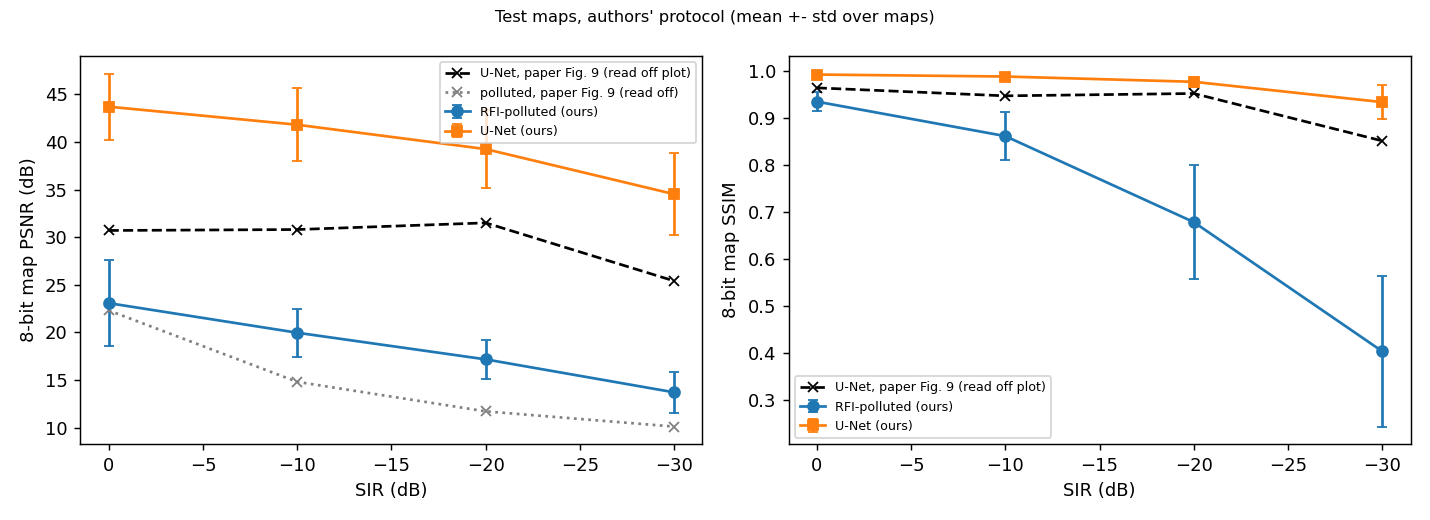 Test maps, authors' protocol (mean +- std over maps)
8-bit map PSNR (dB)
45
40
35
30
25
20
15
10
U-Net, paper Fig. 9 (read off plot)
polluted, paper Fig. 9 (read off)
RFI-polluted (ours)
U-Net (ours)
0
−5
−10
−15
−20
−25
−30
SIR (dB)
8-bit map SSIM
1.0
0.9
0.8
0.7
0.6
0.5
0.4
0.3
U-Net, paper Fig. 9 (read off plot)
RFI-polluted (ours)
U-Net (ours)
0
−5
−10
−15
−20
−25
−30
SIR (dB)